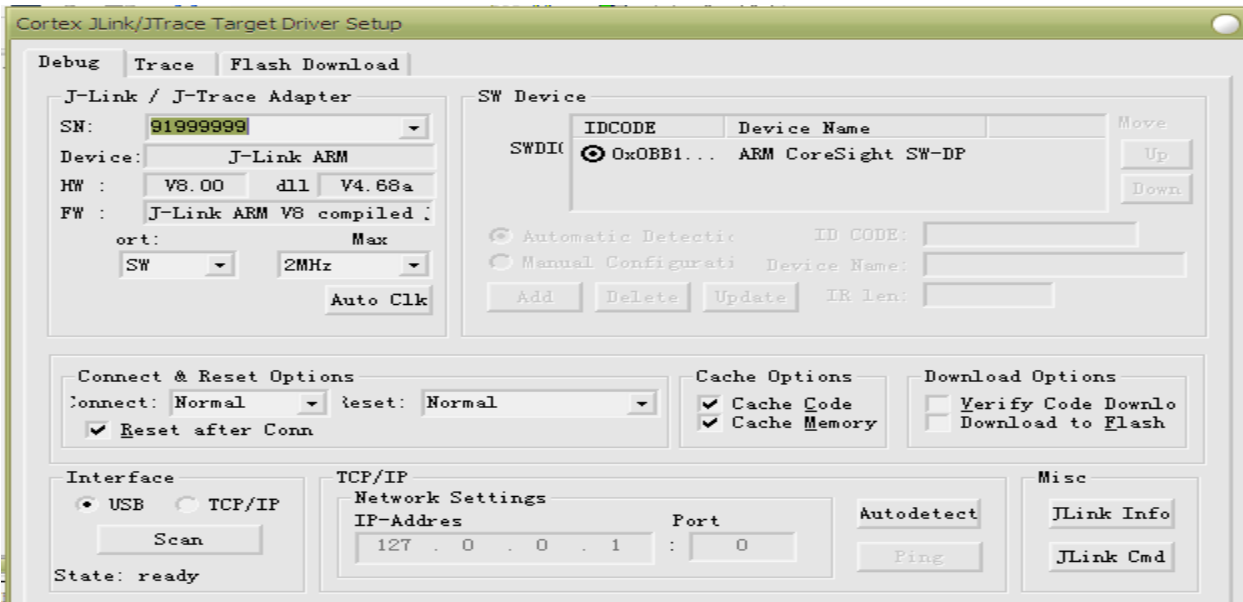 Cortex JLink/JTrace Target Driver Setup
Debug Trace Flash Download
J-Link / J-Trace Adapter
SN: 91999999
Device: J-Link ARM
HW : V8.00 dll V4.68a
FW : J-Link ARM V8 compiled
ort: Max
SW 2MHz
Auto Clk
SW Device
IDCODE Device Name
SWDI
0x0BB1... ARM CoreSight SW-DP
Move
Up
Down
Automatic Detectic
Manual Configurati
ID CODE:
Device Name:
Add Delete Update IR len:
Connect & Reset Options
onnect: Normal eset: Normal
Reset after Conn
Cache Options
Cache Code
Cache Memory
Download Options
Verify Code Downlo
Download to Flash
Interface
USB TCP/IP
Scan
State: ready
TCP/IP
Network Settings
IP-Addres Port
127 . 0 . 0 . 1 : 0
Autodetect
Ping
Misc
JLink Info
JLink Cmd